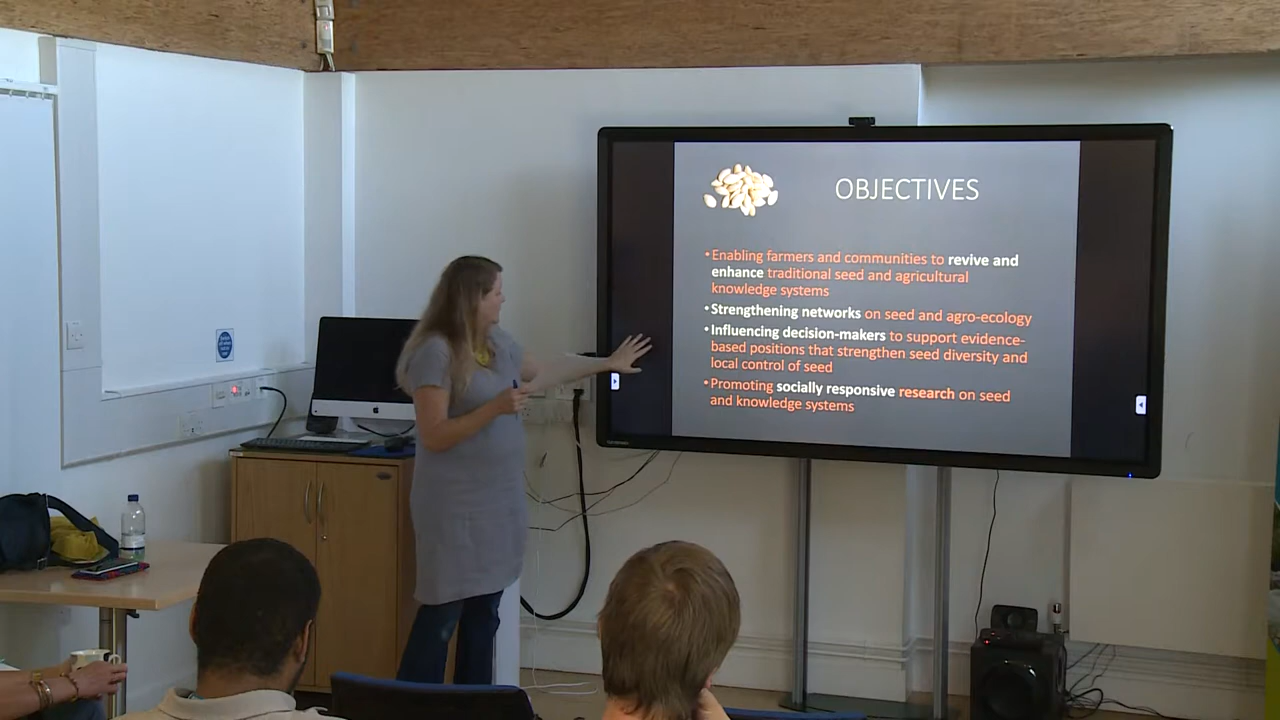 OBJECTIVES
• Enabling farmers and communities to revive and
enhance traditional seed and agricultural
knowledge systems
• Strengthening networks on seed and agro-ecology
• Influencing decision-makers to support evidence-
based positions that strengthen seed diversity and
local control of seed
• Promoting socially responsive research on seed
and knowledge systems